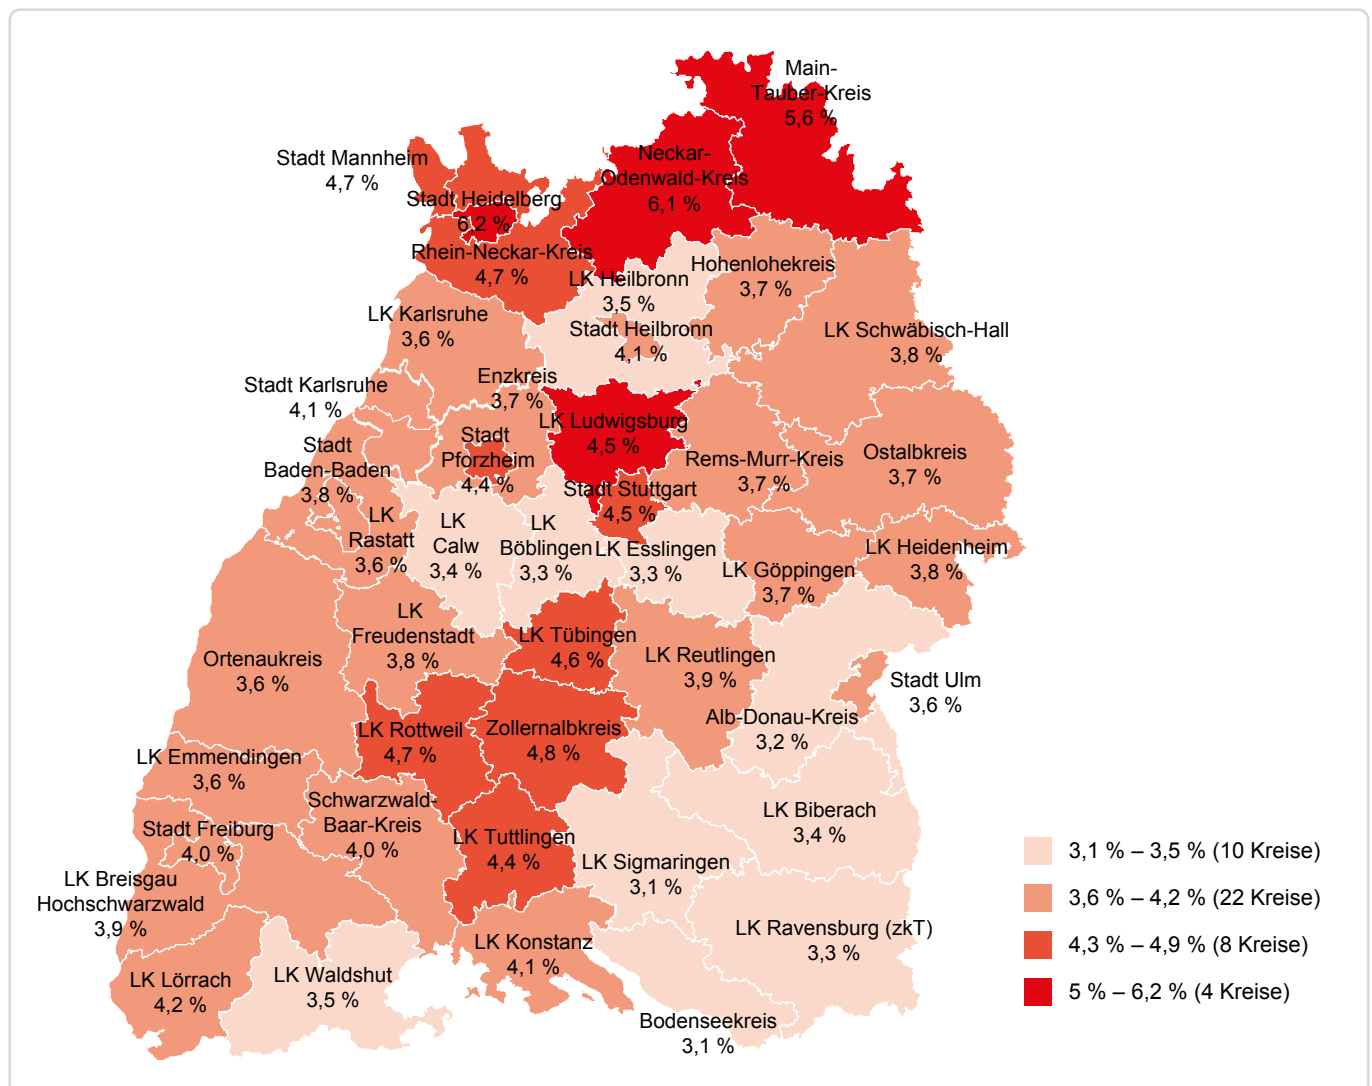 Main-
Tauber-Kreis
5,6 %
Stadt Mannheim
4,7 %
Neckar-
Odenwald-Kreis
6,1 %
Stadt Heidelberg
6,2 %
Rhein-Neckar-Kreis
4,7 %
LK Heilbronn
3,5 %
Hohenlohekreis
3,7 %
LK Karlsruhe
3,6 %
Stadt Heilbronn
4,1 %
LK Schwäbisch-Hall
3,8 %
Stadt Karlsruhe
4,1 %
Enzkreis
3,7 %
LK Ludwigsburg
4,5 %
Stadt
Baden-Baden
3,8 %
Stadt
Pforzheim
4,4 %
Rems-Murr-Kreis
3,7 %
Ostalbkreis
3,7 %
Stadt Stuttgart
4,5 %
LK
Rastatt
3,6 %
LK
Calw
3,4 %
LK
Böblingen
3,3 %
LK Esslingen
3,3 %
LK Göppingen
3,7 %
LK Heidenheim
3,8 %
LK
Freudenstadt
3,8 %
LK Tübingen
4,6 %
LK Reutlingen
3,9 %
Ortenaukreis
3,6 %
Stadt Ulm
3,6 %
Alb-Donau-Kreis
3,2 %
LK Rottweil
4,7 %
Zollernalbkreis
4,8 %
LK Emmendingen
3,6 %
Schwarzwald-
Baar-Kreis
4,0 %
LK Biberach
3,4 %
Stadt Freiburg
4,0 %
LK Tuttlingen
4,4 %
LK Sigmaringen
3,1 %
LK Breisgau
Hochschwarzwald
3,9 %
LK Ravensburg (zkT)
3,3 %
LK Konstanz
4,1 %
LK Lörrach
4,2 %
LK Waldshut
3,5 %
Bodenseekreis
3,1 %
3,1 % – 3,5 % (10 Kreise)
3,6 % – 4,2 % (22 Kreise)
4,3 % – 4,9 % (8 Kreise)
5 % – 6,2 % (4 Kreise)